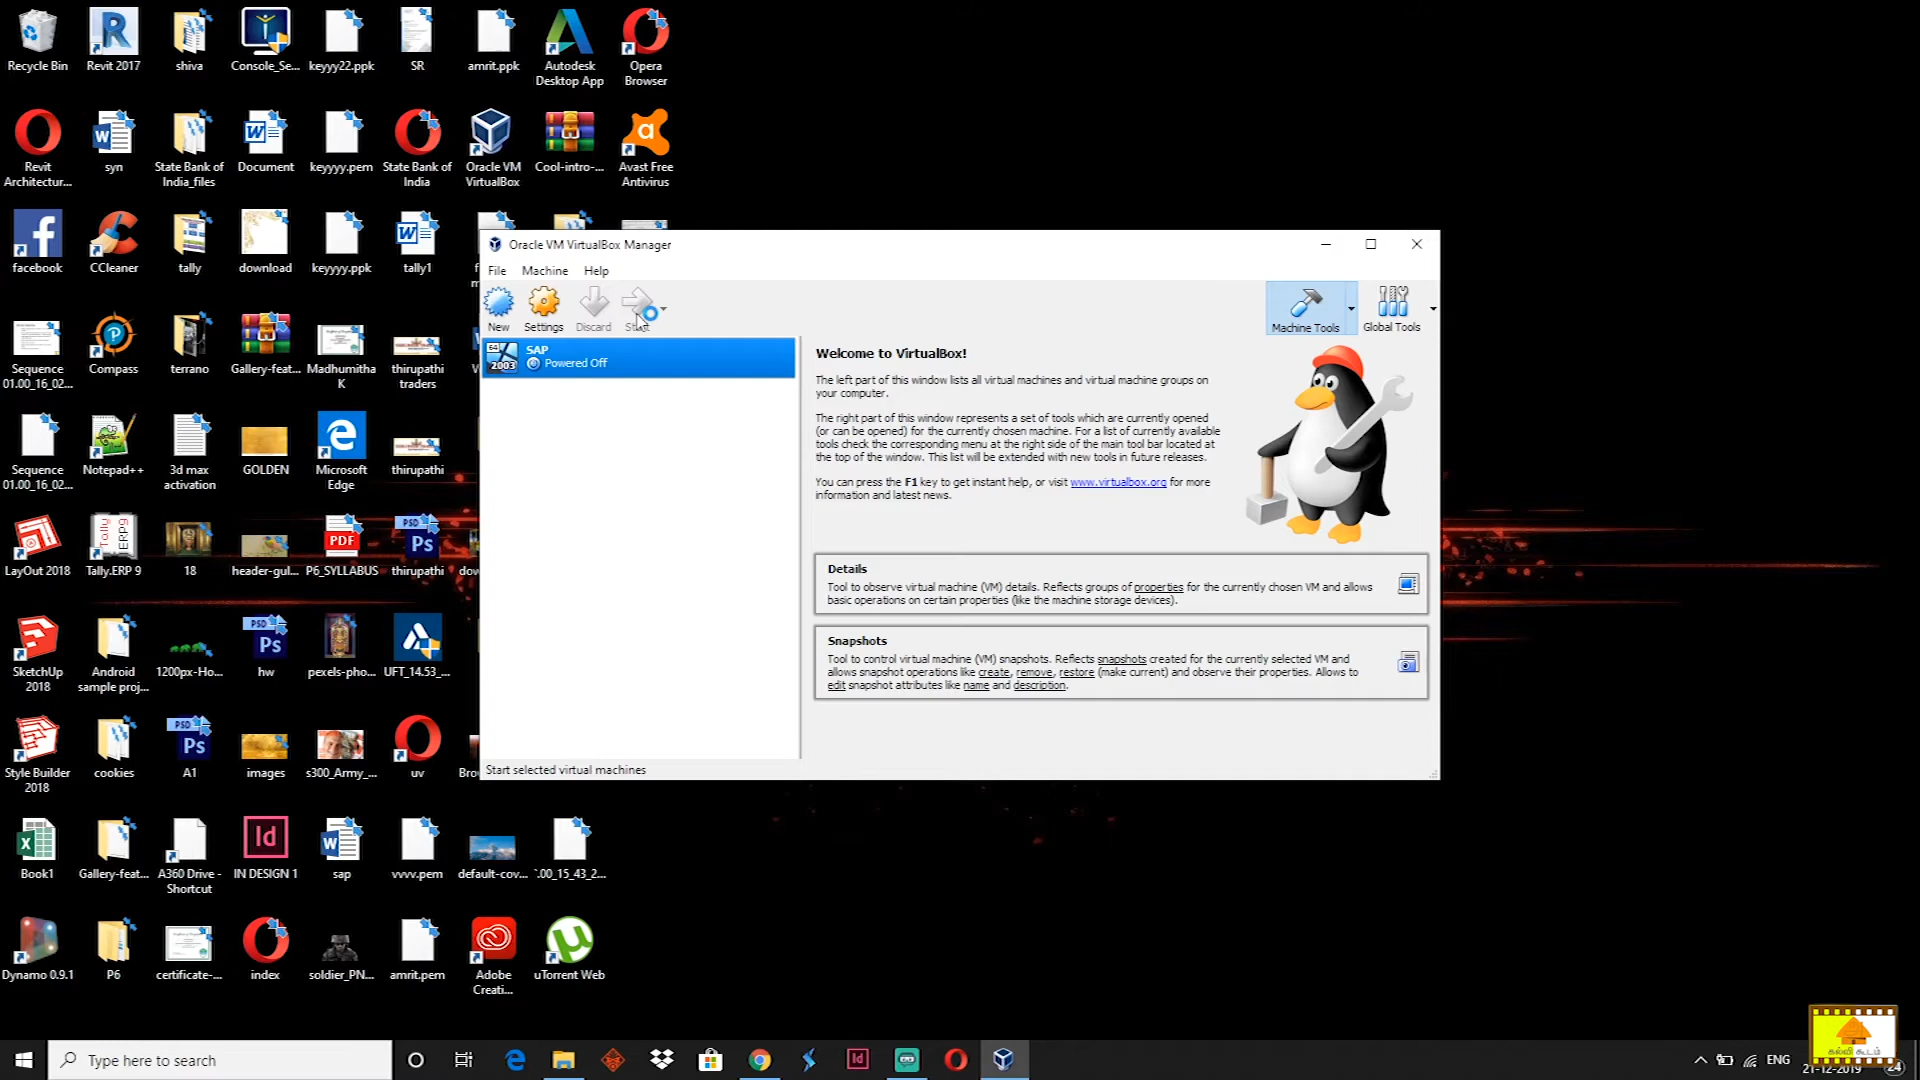 Recycle Bin
Revit 2017
shiva
Console_Se...
keyyy22.ppk
SR
amrit.ppk
Autodesk
Desktop App
Opera
Browser
Revit
Architectur...
syn
State Bank of
India_files
Document
keyyyy.pem
State Bank of
India
Oracle VM
VirtualBox
Cool-intro-...
Avast Free
Antivirus
facebook
CCleaner
tally
download
keyyyy.ppk
tally1
Sequence
01.00_16_02...
Compass
terrano
Gallery-feat...
Madhumitha
K
thirupathi
traders
Sequence
01.00_16_02...
Notepad++
3d max
activation
GOLDEN
Microsoft
Edge
thirupathi
LayOut 2018
Tally.ERP 9
18
header-gul...
P6_SYLLABUS
thirupathi
SketchUp
2018
Android
sample proj...
1200px-Ho...
hw
pexels-pho...
UFT_14.53_...
Style Builder
2018
cookies
A1
images
s300_Army_...
uv
Book1
Gallery-feat...
A360 Drive -
Shortcut
IN DESIGN 1
sap
vvvv.pem
default-cov...
`.00_15_43_2...
Dynamo 0.9.1
P6
certificate-...
index
soldier_PN...
amrit.pem
Adobe
Creati...
uTorrent Web
Oracle VM VirtualBox Manager
File
Machine
Help
New
Settings
Discard
Start
Machine Tools
Global Tools
64
2003
SAP
Powered Off
Welcome to VirtualBox!
The left part of this window lists all virtual machines and virtual machine groups on
your computer.
The right part of this window represents a set of tools which are currently opened
(or can be opened) for the currently chosen machine. For a list of currently available
tools check the corresponding menu at the right side of the main tool bar located at
the top of the window. This list will be extended with new tools in future releases.
You can press the F1 key to get instant help, or visit www.virtualbox.org for more
information and latest news.
Details
Tool to observe virtual machine (VM) details. Reflects groups of properties for the currently chosen VM and allows
basic operations on certain properties (like the machine storage devices).
Snapshots
Tool to control virtual machine (VM) snapshots. Reflects snapshots created for the currently selected VM and
allows snapshot operations like create, remove, restore (make current) and observe their properties. Allows to
edit snapshot attributes like name and description.
Start selected virtual machines
Type here to search
ENG
21-12-2019
24
கல்வி கூடம்